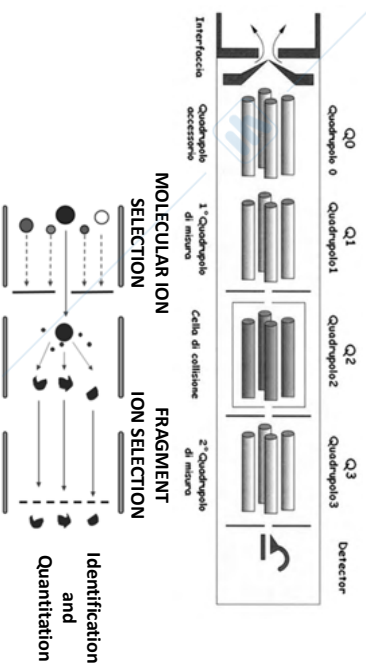 Q0
Quadrupolo 0
Q1
Quadrupolo1
Q2
Quadrupolo2
Q3
Quadrupolo3
Detector
Interfaccia
Quadrupolo
accessorio
1° Quadrupolo
di misura
Cella di collisione
2° Quadrupolo
di misura
MOLECULAR ION
SELECTION
FRAGMENT
ION SELECTION
Identification
and
Quantitation